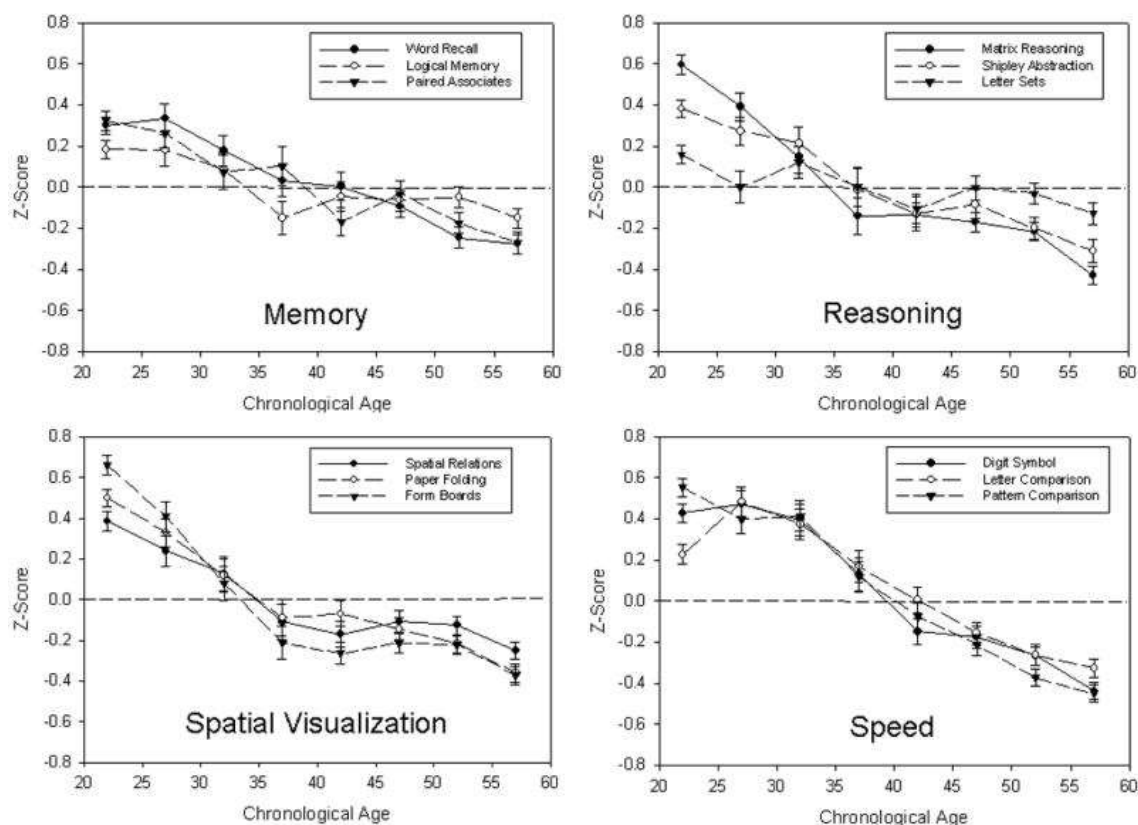 0.8
0.6
0.4
0.2
0.0
-0.2
-0.4
-0.6
-0.8
Z-Score
Word Recall
Logical Memory
Paired Associates
Memory
20 25 30 35 40 45 50 55 60
Chronological Age
0.8
0.6
0.4
0.2
0.0
-0.2
-0.4
-0.6
-0.8
Z-Score
Matrix Reasoning
Shipley Abstraction
Letter Sets
Reasoning
20 25 30 35 40 45 50 55 60
Chronological Age
0.8
0.6
0.4
0.2
0.0
-0.2
-0.4
-0.6
-0.8
Z-Score
Spatial Relations
Paper Folding
Form Boards
Spatial Visualization
20 25 30 35 40 45 50 55 60
Chronological Age
0.8
0.6
0.4
0.2
0.0
-0.2
-0.4
-0.6
-0.8
Z-Score
Digit Symbol
Letter Comparison
Pattern Comparison
Speed
20 25 30 35 40 45 50 55 60
Chronological Age